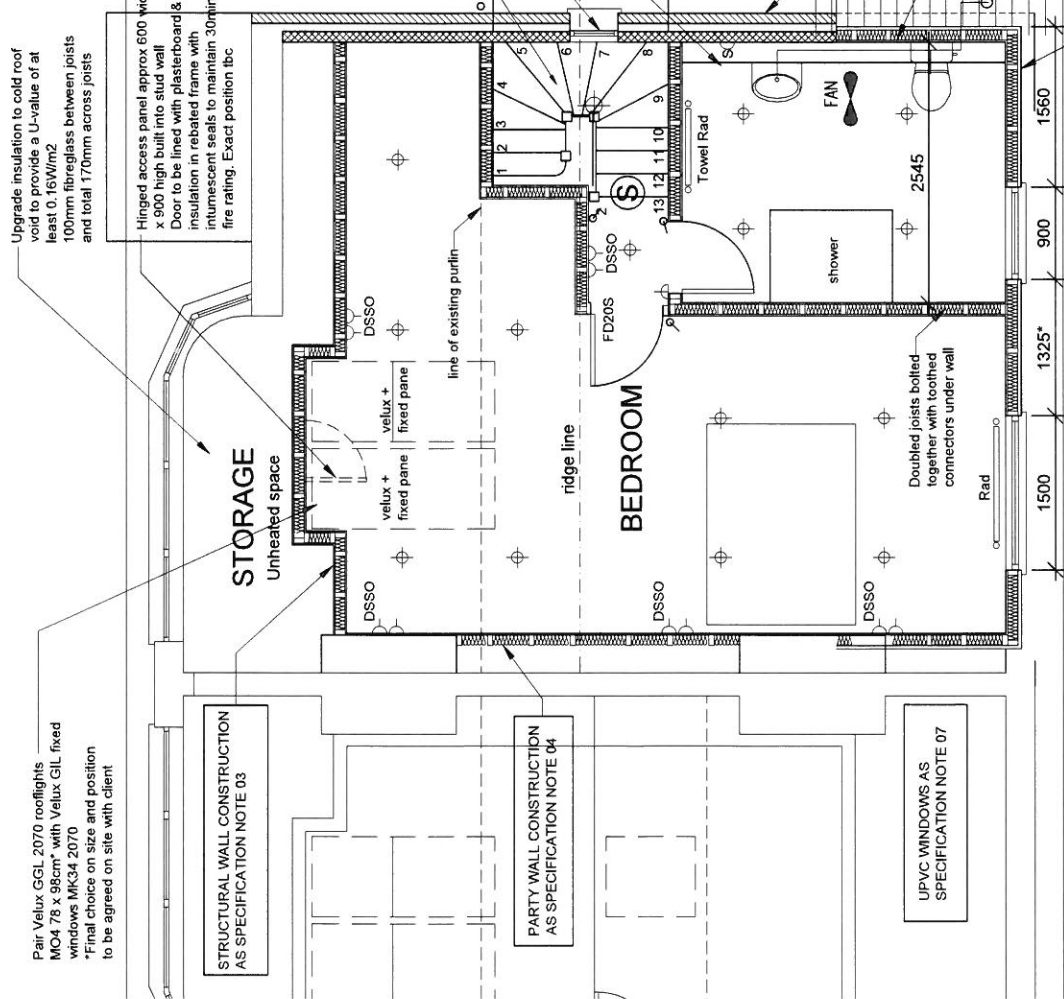 Upgrade insulation to cold roof
void to provide a U-value of at
least 0.16W/m2
100mm fibreglass between joists
and total 170mm across joists
Hinged access panel approx 600
x 900 high built into stud wall
Door to be lined with plasterboard &
insulation in rebated frame with
intumescent seals to maintain 30min
fire rating. Exact position tbc
Pair Velux GGL 2070 rooflights
MO4 78 x 98cm* with Velux GIL fixed
windows MK34 2070
*Final choice on size and position
to be agreed on site with client
STRUCTURAL WALL CONSTRUCTION
AS SPECIFICATION NOTE 03
PARTY WALL CONSTRUCTION
AS SPECIFICATION NOTE 04
UPVC WINDOWS AS
SPECIFICATION NOTE 07
STORAGE
Unheated space
velux +
fixed pane
velux +
fixed pane
line of existing purlin
ridge line
BEDROOM
DSSO
DSSO
DSSO
DSSO
DSSO
FD20S
1
2
3
4
5
6
7
8
9
10
11
12
13
2
S
Towel Rad
FAN
shower
2545
Doubled joists bolted
together with toothed
connectors under wall
Rad
1500
1325*
900
1560